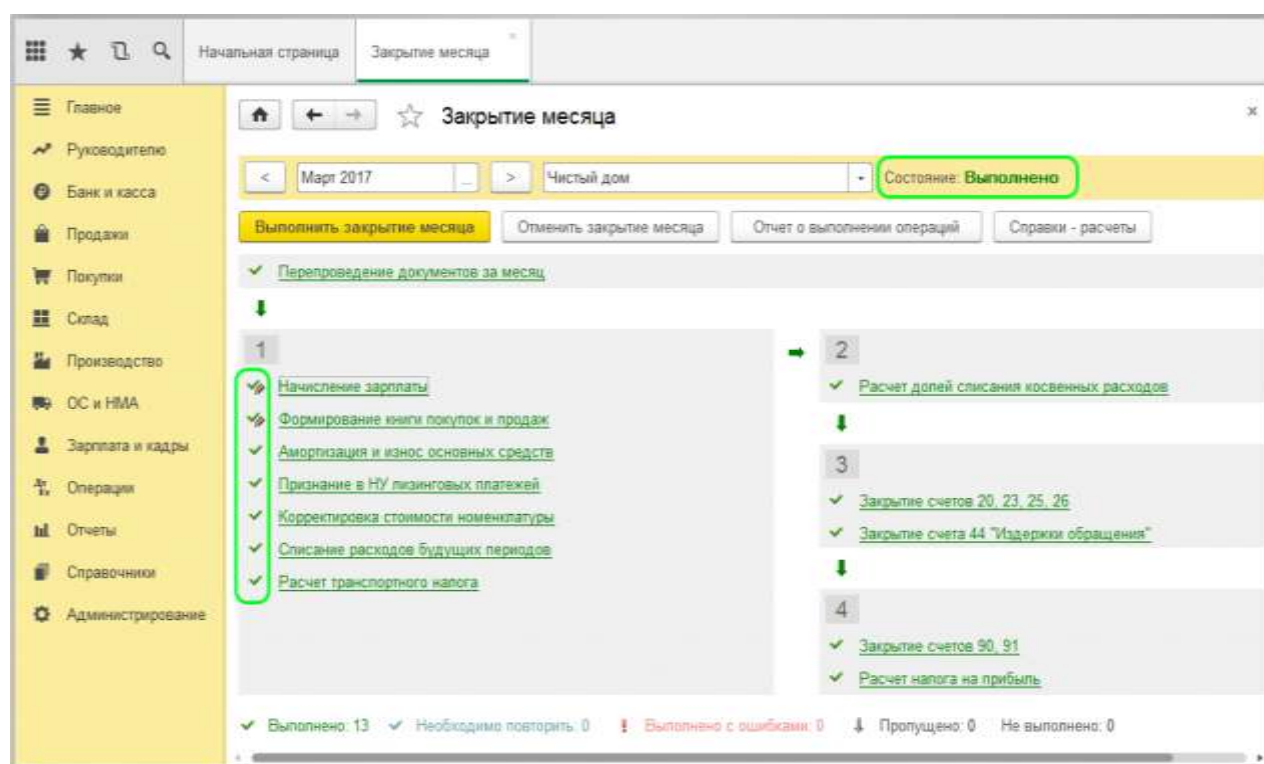 Начальная страница
Закрытие месяца
Главное
Руководителю
Банк и касса
Продажи
Покупки
Склад
Производство
ОС и НМА
Зарплата и кадры
Операции
Отчеты
Справочники
Администрирование
Закрытие месяца
< Март 2017 ... > Чистый дом Состояние: Выполнено
Выполнить закрытие месяца Отменить закрытие месяца Отчет о выполнении операций Справки - расчеты
Перепроведение документов за месяц
1
Начисление зарплаты
Формирование книги покупок и продаж
Амортизация и износ основных средств
Признание в НУ лизинговых платежей
Корректировка стоимости номенклатуры
Списание расходов будущих периодов
Расчет транспортного налога
2
Расчет долей списания косвенных расходов
3
Закрытие счетов 20, 23, 25, 26
Закрытие счета 44 "Издержки обращения"
4
Закрытие счетов 90, 91
Расчет налога на прибыль
Выполнено: 13 Необходимо повторить: 0 Выполнено с ошибками: 0 Пропущено: 0 Не выполнено: 0